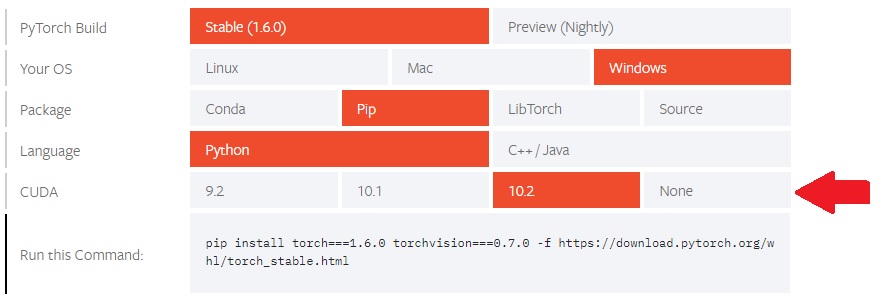 PyTorch Build Stable (1.6.0) Preview (Nightly)
Your OS Linux Mac Windows
Package Conda Pip LibTorch Source
Language Python C++ / Java
CUDA 9.2 10.1 10.2 None
Run this Command: pip install torch===1.6.0 torchvision===0.7.0 -f https://download.pytorch.org/w
hl/torch_stable.html